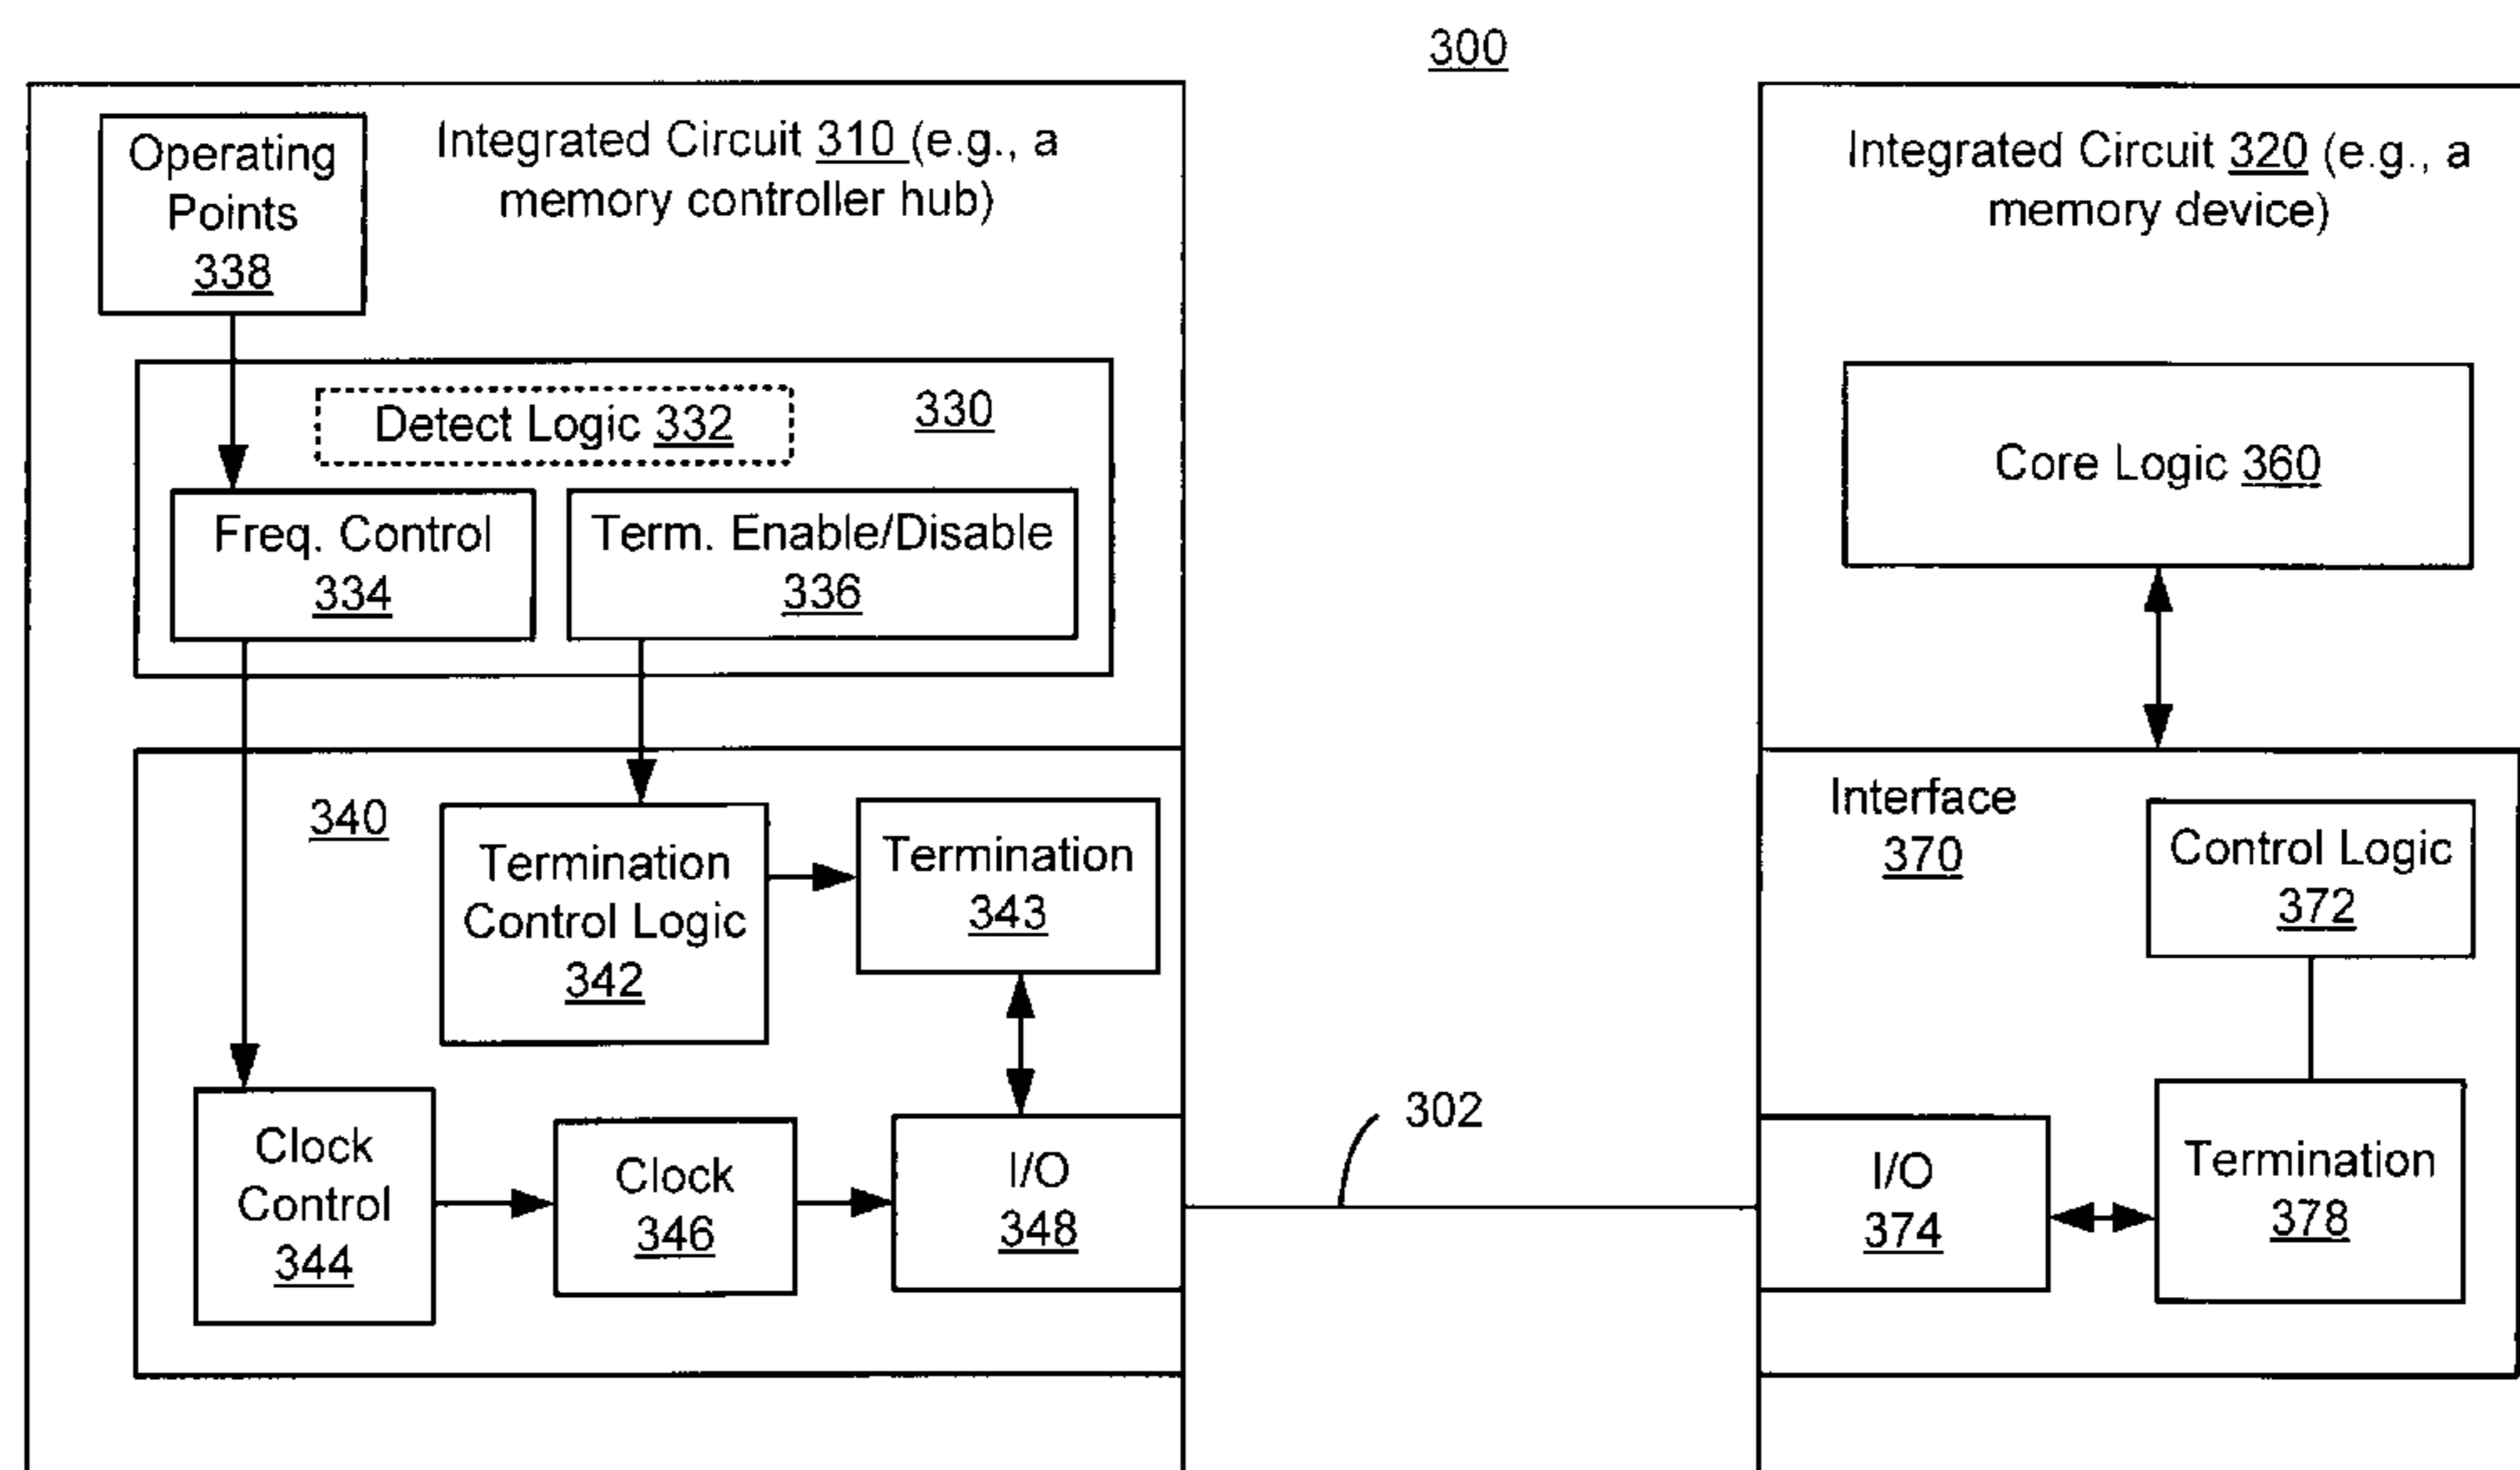 300
Integrated Circuit 310 (e.g., a
memory controller hub)
Operating
Points
338
Detect Logic 332
330
Freq. Control
334
Term. Enable/Disable
336
340
Termination
Control Logic
342
Termination
343
Clock
Control
344
Clock
346
I/O
348
302
Integrated Circuit 320 (e.g., a
memory device)
Core Logic 360
Interface
370
Control Logic
372
I/O
374
Termination
378